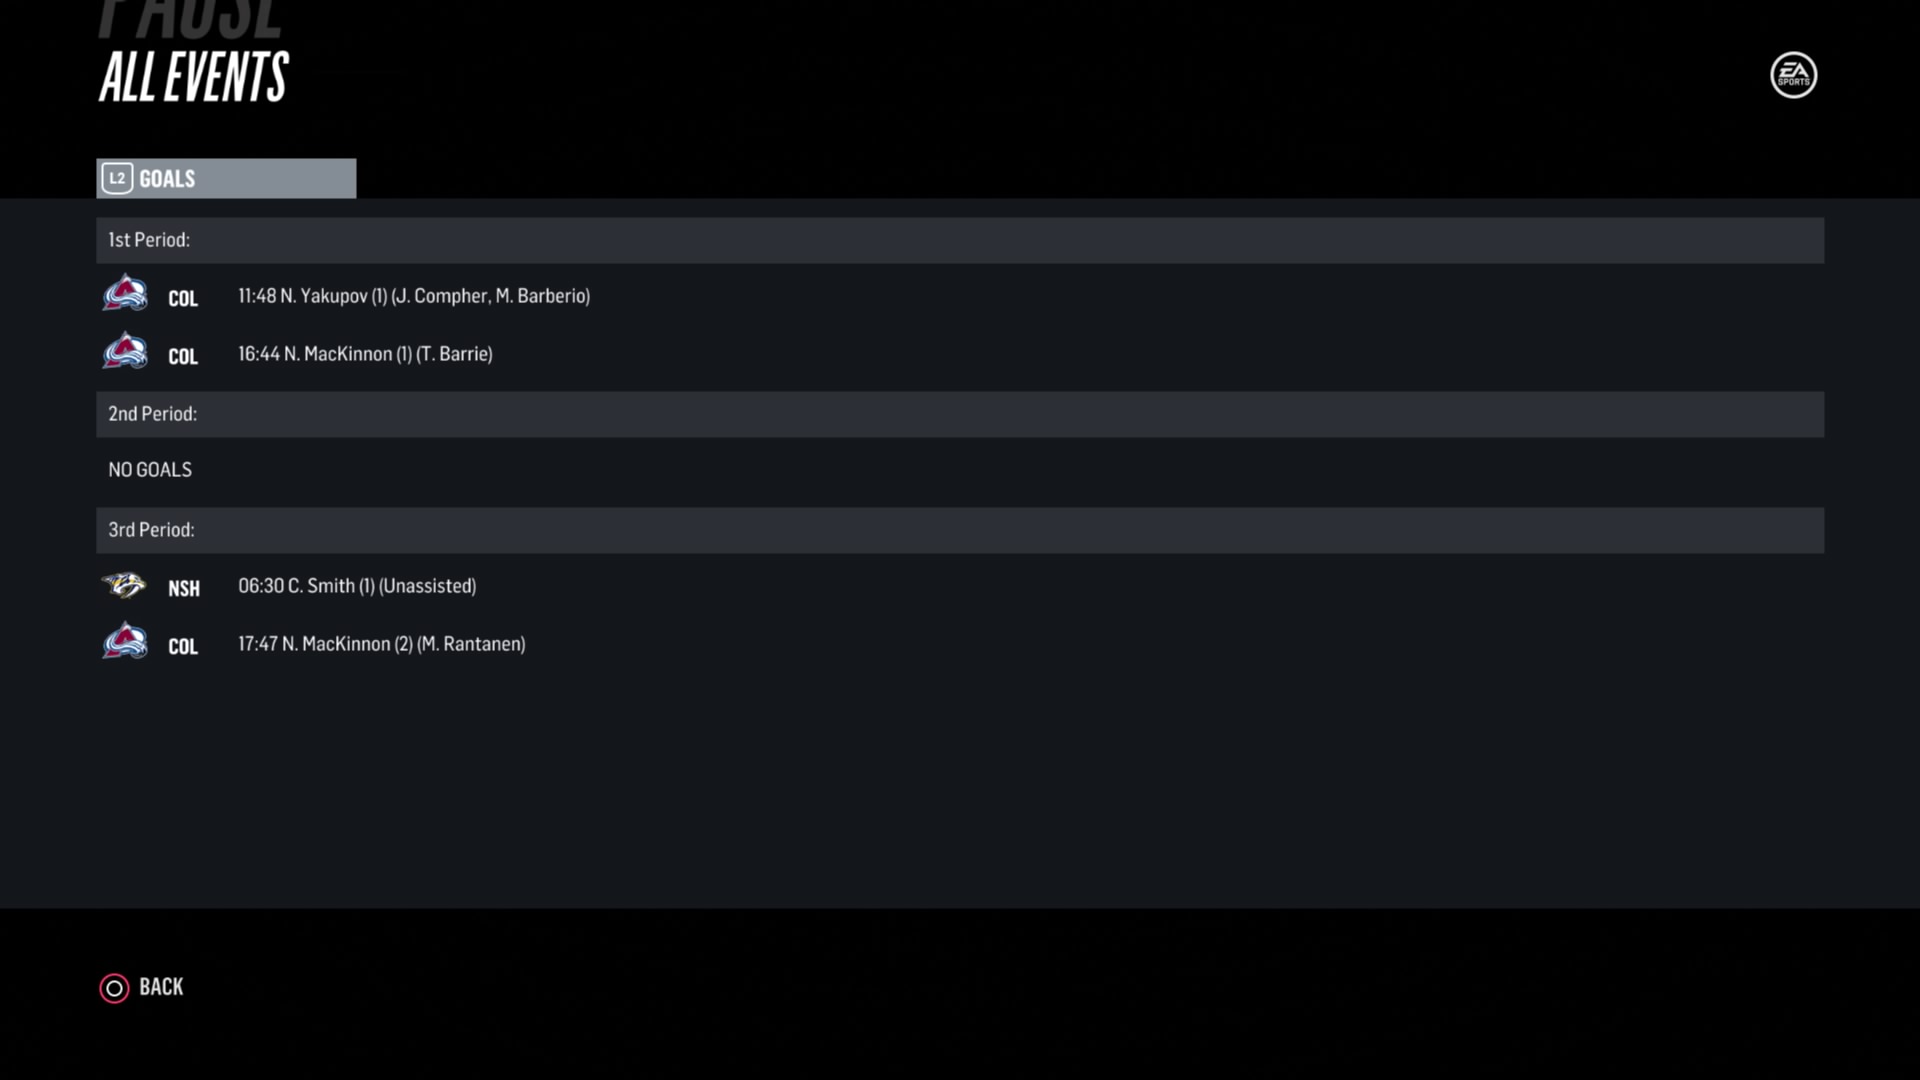 PAUSE
ALL EVENTS
EA
SPORTS
L2 GOALS
1st Period:
COL 11:48 N. Yakupov (1) (J. Compher, M. Barberio)
COL 16:44 N. MacKinnon (1) (T. Barrie)
2nd Period:
NO GOALS
3rd Period:
NSH 06:30 C. Smith (1) (Unassisted)
COL 17:47 N. MacKinnon (2) (M. Rantanen)
BACK